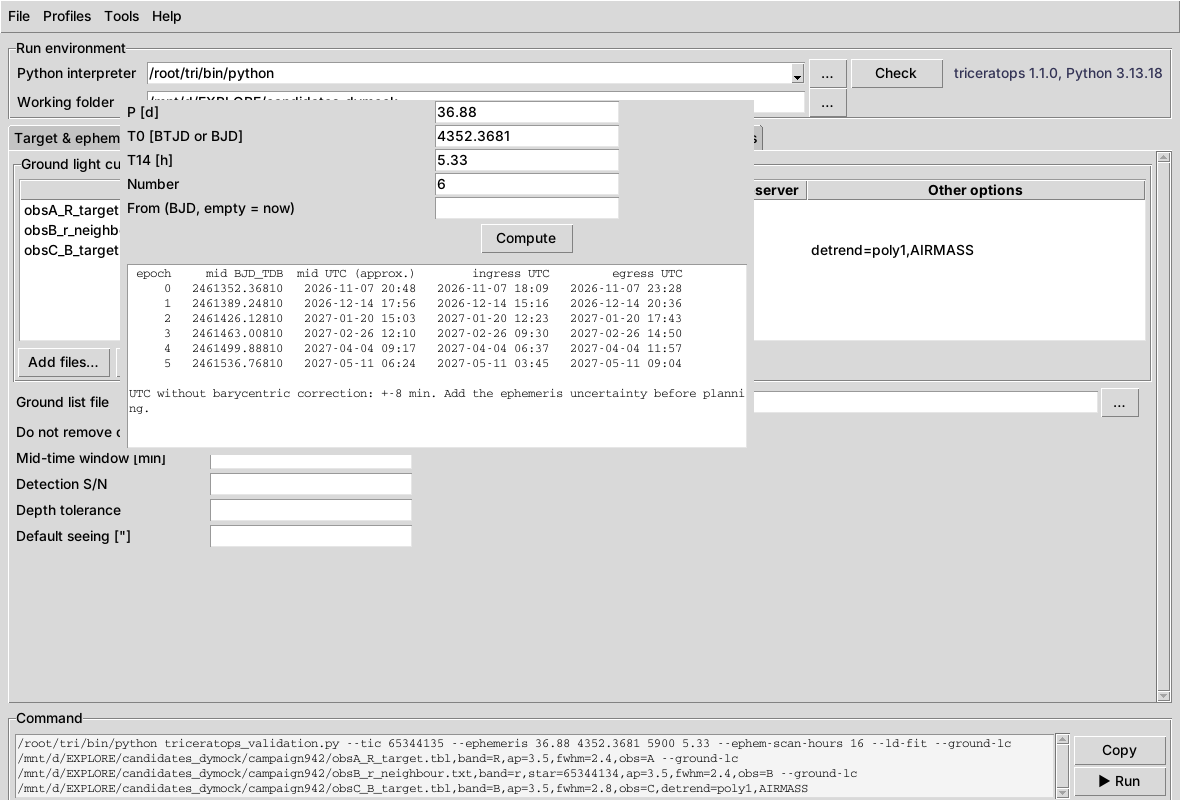 File Profiles Tools Help
Run environment
Python interpreter /root/tri/bin/python ... Check triceratops 1.1.0, Python 3.13.18
Working folder ...
P [d] 36.88
Target & ephem T0 [BTJD or BJD] 4352.3681
Ground light cu T14 [h] 5.33
Number 6 server Other options
obsA_R_target From (BJD, empty = now)
obsB_r_neighb
Compute
obsC_B_target detrend=poly1,AIRMASS
epoch mid BJD_TDB mid UTC (approx.) ingress UTC egress UTC
0 2461352.36810 2026-11-07 20:48 2026-11-07 18:09 2026-11-07 23:28
1 2461389.24810 2026-12-14 17:56 2026-12-14 15:16 2026-12-14 20:36
2 2461426.12810 2027-01-20 15:03 2027-01-20 12:23 2027-01-20 17:43
3 2461463.00810 2027-02-26 12:10 2027-02-26 09:30 2027-02-26 14:50
4 2461499.88810 2027-04-04 09:17 2027-04-04 06:37 2027-04-04 11:57
5 2461536.76810 2027-05-11 06:24 2027-05-11 03:45 2027-05-11 09:04
Add files...
UTC without barycentric correction: +-8 min. Add the ephemeris uncertainty before planni
ng.
Ground list file ...
Do not remove
Mid-time window [min]
Detection S/N
Depth tolerance
Default seeing ["]
Command
/root/tri/bin/python triceratops_validation.py --tic 65344135 --ephemeris 36.88 4352.3681 5900 5.33 --ephem-scan-hours 16 --ld-fit --ground-lc
/mnt/d/EXPLORE/candidates_dymock/campaign942/obsA_R_target.tbl,band=R,ap=3.5,fwhm=2.4,obs=A --ground-lc
/mnt/d/EXPLORE/candidates_dymock/campaign942/obsB_r_neighbour.txt,band=r,star=65344134,ap=3.5,fwhm=2.4,obs=B --ground-lc
/mnt/d/EXPLORE/candidates_dymock/campaign942/obsC_B_target.tbl,band=B,ap=3.5,fwhm=2.8,obs=C,detrend=poly1,AIRMASS
Copy
▶ Run